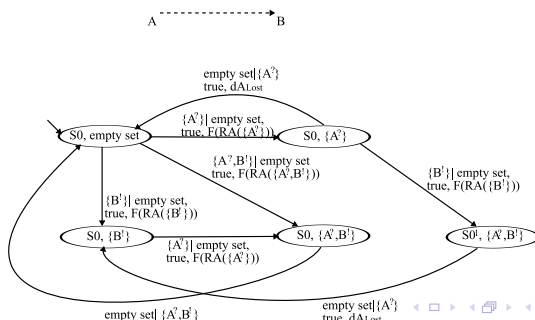 A B
empty set|{A?}
true, dALost
{A?}| empty set,
true, F(RA({A?}))
S0, empty set
S0, {A?}
{A?,B!}| empty set
true, F(RA({A?,B!}))
{B!}| empty set,
true, F(RA({B!}))
{B!}| empty set,
true, F(RA({B!}))
S0, {B!}
{A?}| empty set,
true, F(RA({A?}))
S0, {A?,B!}
S0!, {A?,B!}
empty set| {A?,B!}
empty set|{A?}
true, dALost